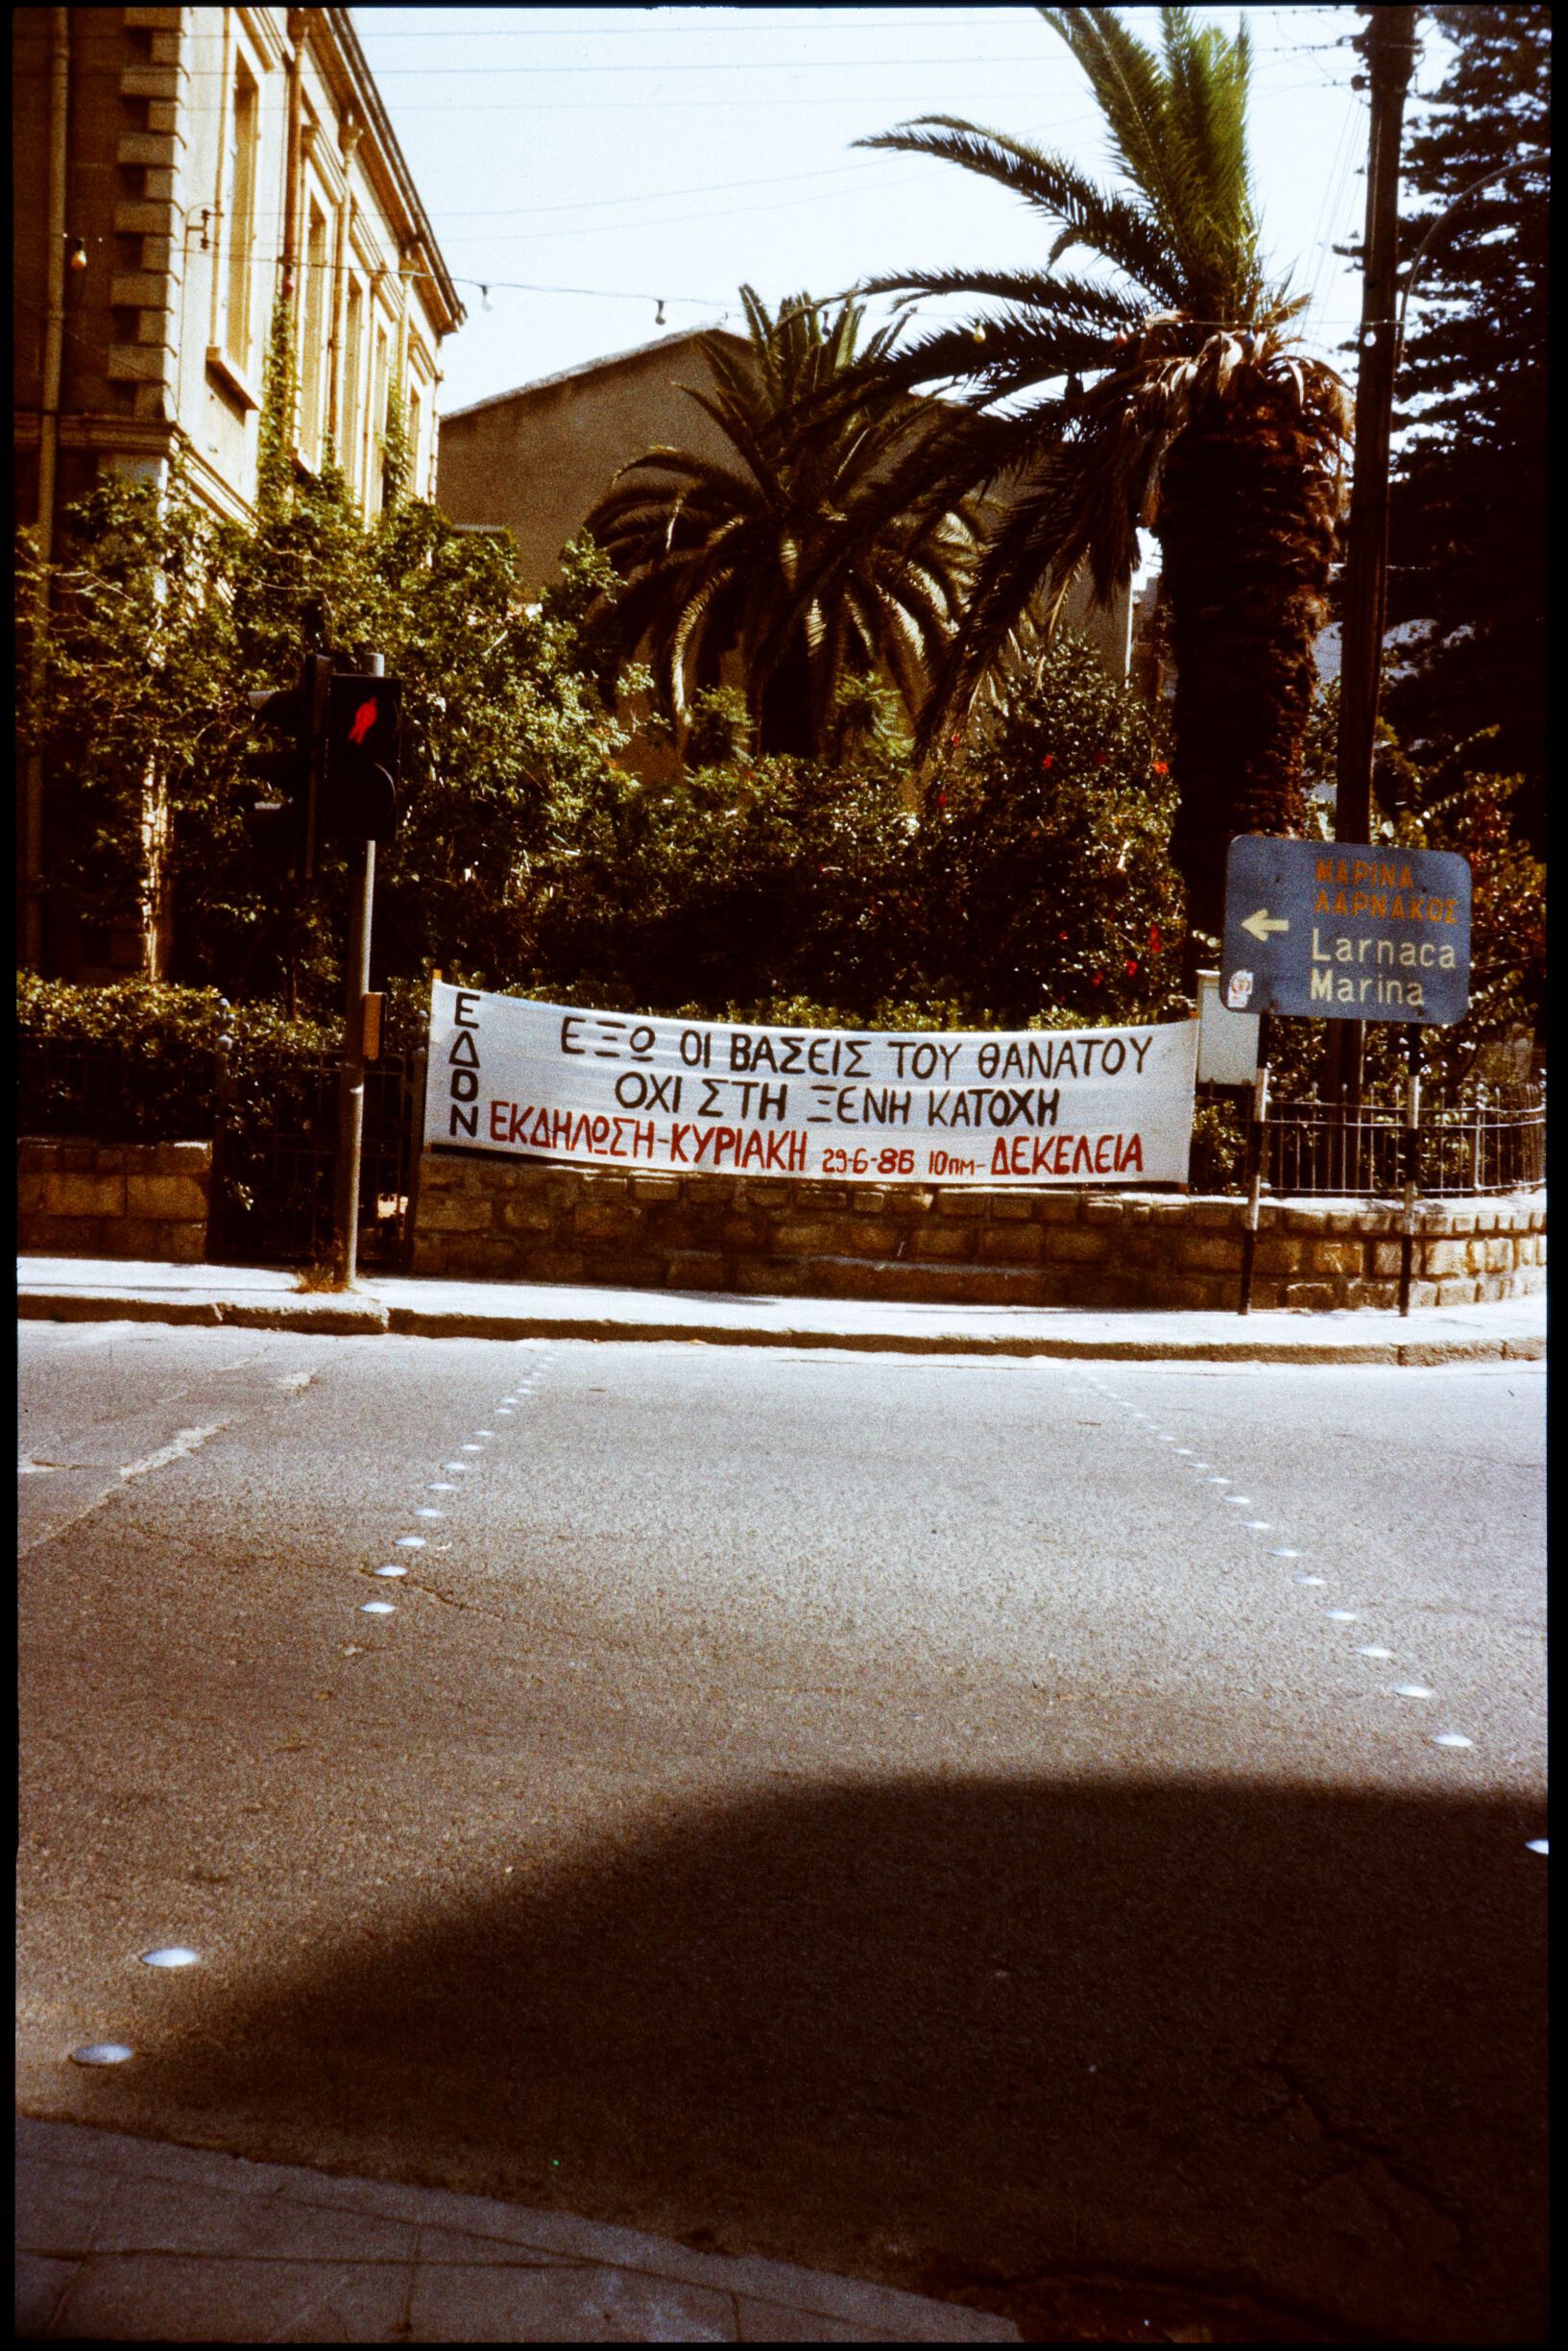 ΕΔΟΝ
ΕΞΩ ΟΙ ΒΑΣΕΙΣ ΤΟΥ ΘΑΝΑΤΟΥ
ΟΧΙ ΣΤΗ ΞΕΝΗ ΚΑΤΟΧΗ
ΕΚΔΗΛΩΣΗ-ΚΥΡΙΑΚΗ 29-6-86 10πμ-ΔΕΚΕΛΕΙΑ
ΜΑΡΙΝΑ
ΛΑΡΝΑΚΟΣ
Larnaca
Marina